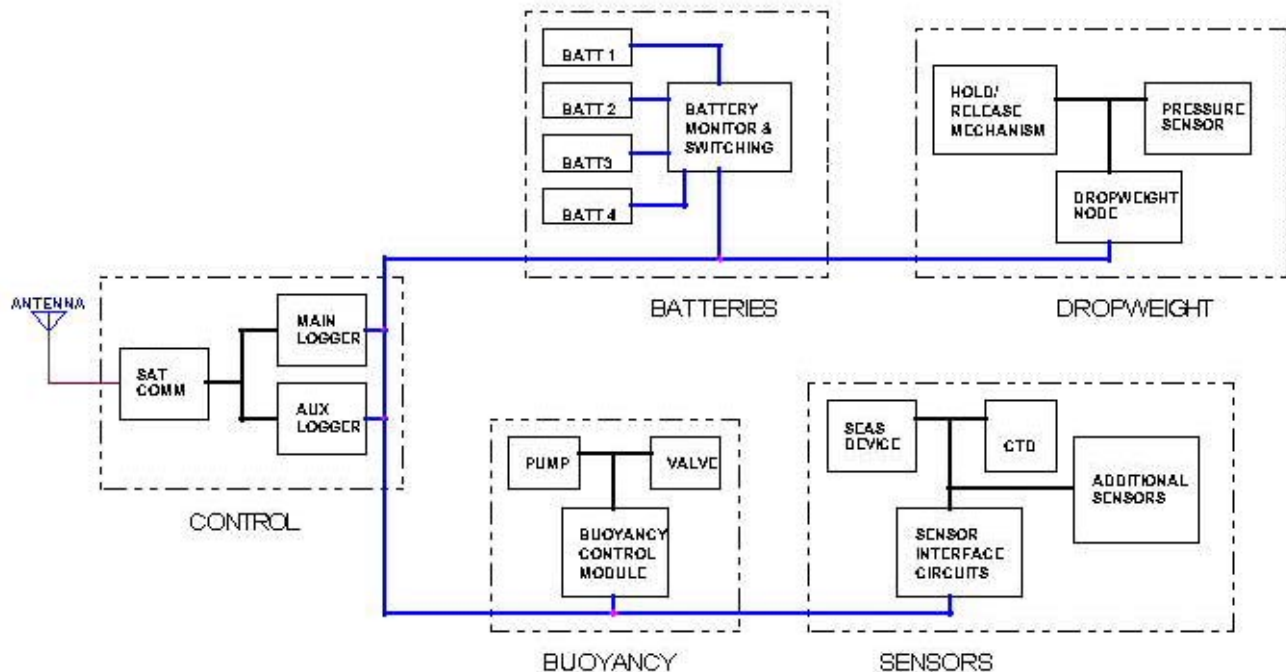 BATT 1
BATT 2
BATT3
BATT 4
BATTERY
MONITOR &
SWITCHING
BATTERIES
HOLD/
RELEASE
MECHANISM
PRESSURE
SENSOR
DROPWEIGHT
NODE
DROPWEIGHT
ANTENNA
SAT
COMM
MAIN
LOGGER
AUX
LOGGER
CONTROL
PUMP
VALVE
BUOYANCY
CONTROL
MODULE
BUOYANCY
SEAS
DEVICE
CTD
ADDITIONAL
SENSORS
SENSOR
INTERFACE
CIRCUITS
SENSORS